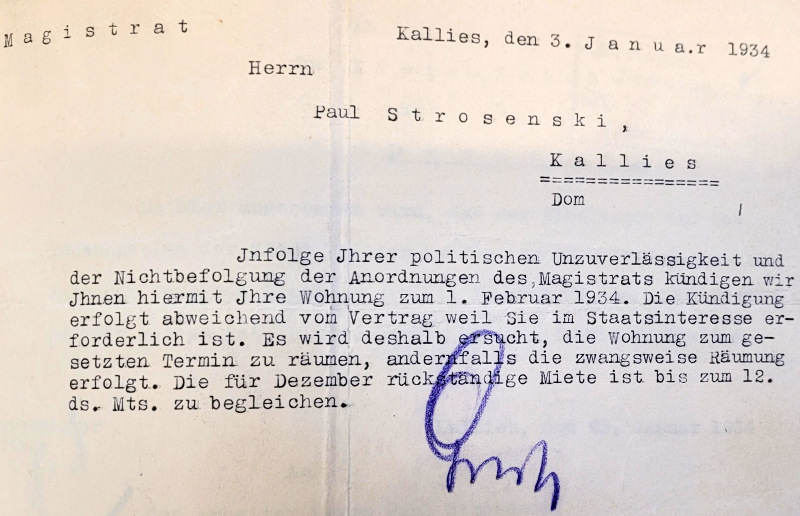 Magistrat
Kallies, den 3. Januar 1934
Herrn
Paul Strosenski,
Kallies
================
Dom
Jnfolge Jhrer politischen Unzuverlässigkeit und
der Nichtbefolgung der Anordnungen des,Magistrats kündigen wir
Jhnen hiermit Jhre Wohnung zum 1. Februar 1934. Die Kündigung
erfolgt abweichend vom Vertrag weil Sie im Staatsinteresse er-
forderlich ist. Es wird deshalb ersucht, die Wohnung zum ge-
setzten Termin zu räumen, andernfalls die zwangsweise Räumung
erfolgt. Die für Dezember rückständige Miete ist bis zum 12.
ds. Mts. zu begleichen.